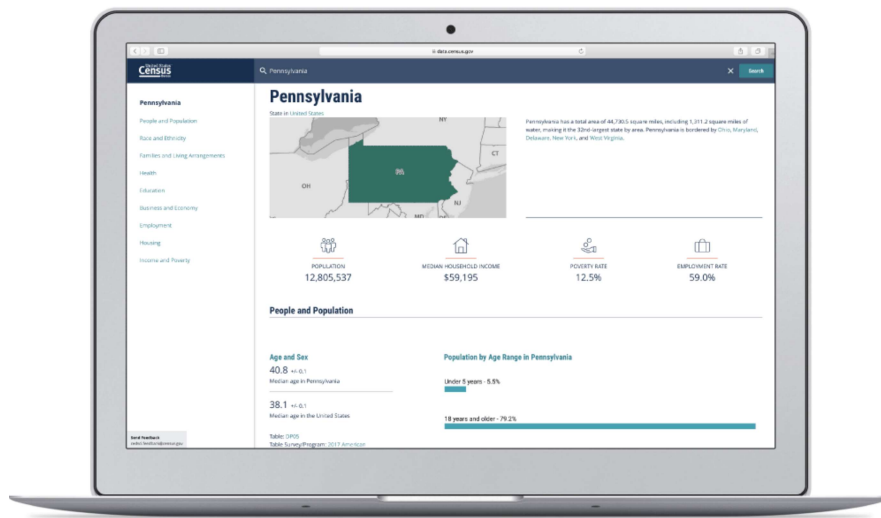 data.census.gov
United States
Census
Bureau
Pennsylvania
Search
Pennsylvania
People and Population
Race and Ethnicity
Families and Living Arrangements
Health
Education
Business and Economy
Employment
Housing
Income and Poverty
Pennsylvania
State in United States
NY
CT
PA
OH
NJ
MD
Pennsylvania has a total area of 44,730.5 square miles, including 1,311.2 square miles of
water, making it the 32nd-largest state by area. Pennsylvania is bordered by Ohio, Maryland,
Delaware, New York, and West Virginia.
POPULATION
12,805,537
MEDIAN HOUSEHOLD INCOME
$59,195
POVERTY RATE
12.5%
EMPLOYMENT RATE
59.0%
People and Population
Age and Sex
40.8 +/- 0.1
Median age in Pennsylvania
38.1 +/- 0.1
Median age in the United States
Table: DP05
Table Survey/Program: 2017 American
Population by Age Range in Pennsylvania
Under 5 years - 5.5%
18 years and older - 79.2%
Send Feedback